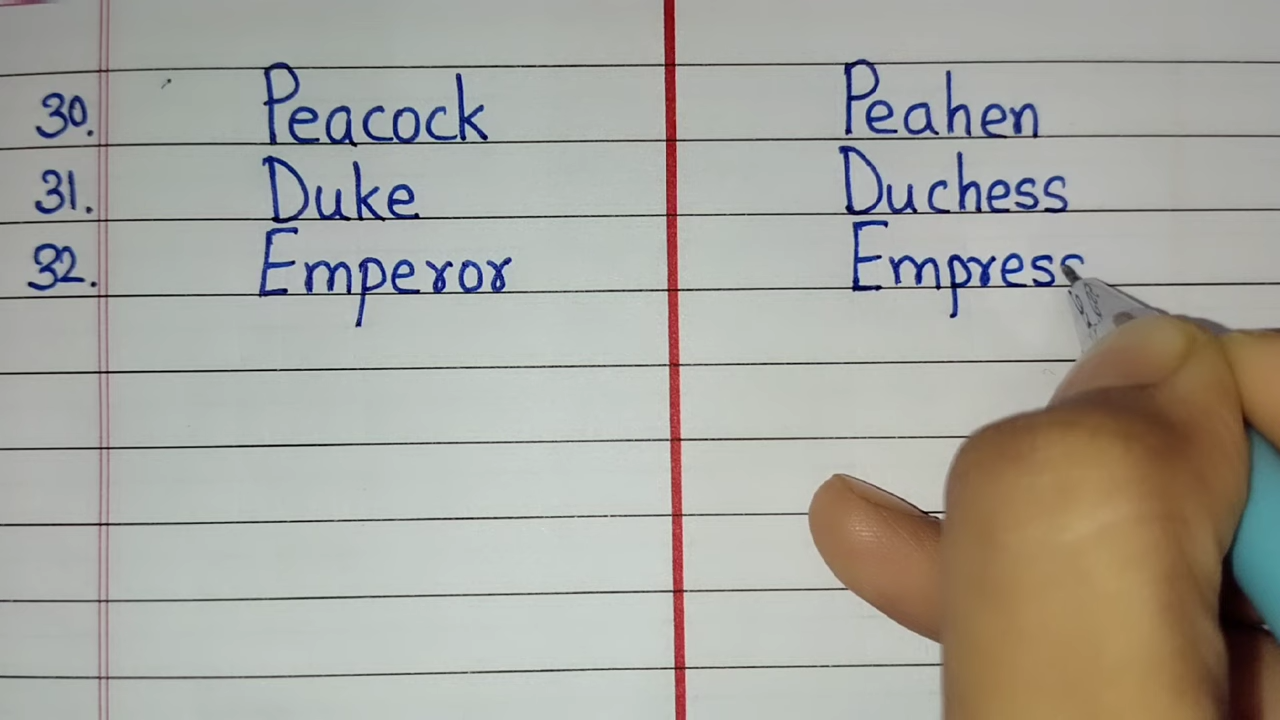 30. Peacock Peahen
31. Duke Duchess
32. Emperor Empress